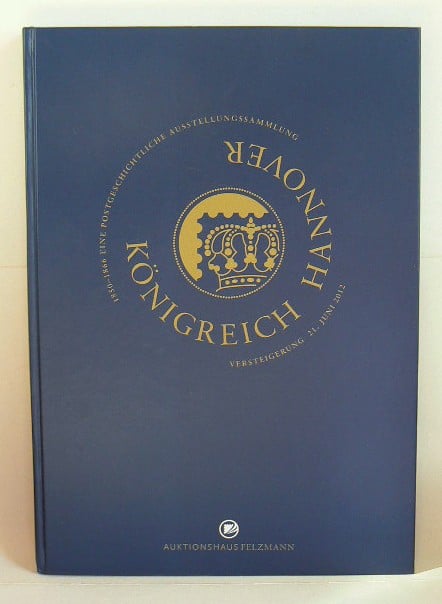 1850–1866 EINE POSTGESCHICHTLICHE AUSSTELLUNGSSAMMLUNG
KÖNIGREICH HANNOVER
VERSTEIGERUNG 21. JUNI 2012
AUKTIONSHAUS FELZMANN